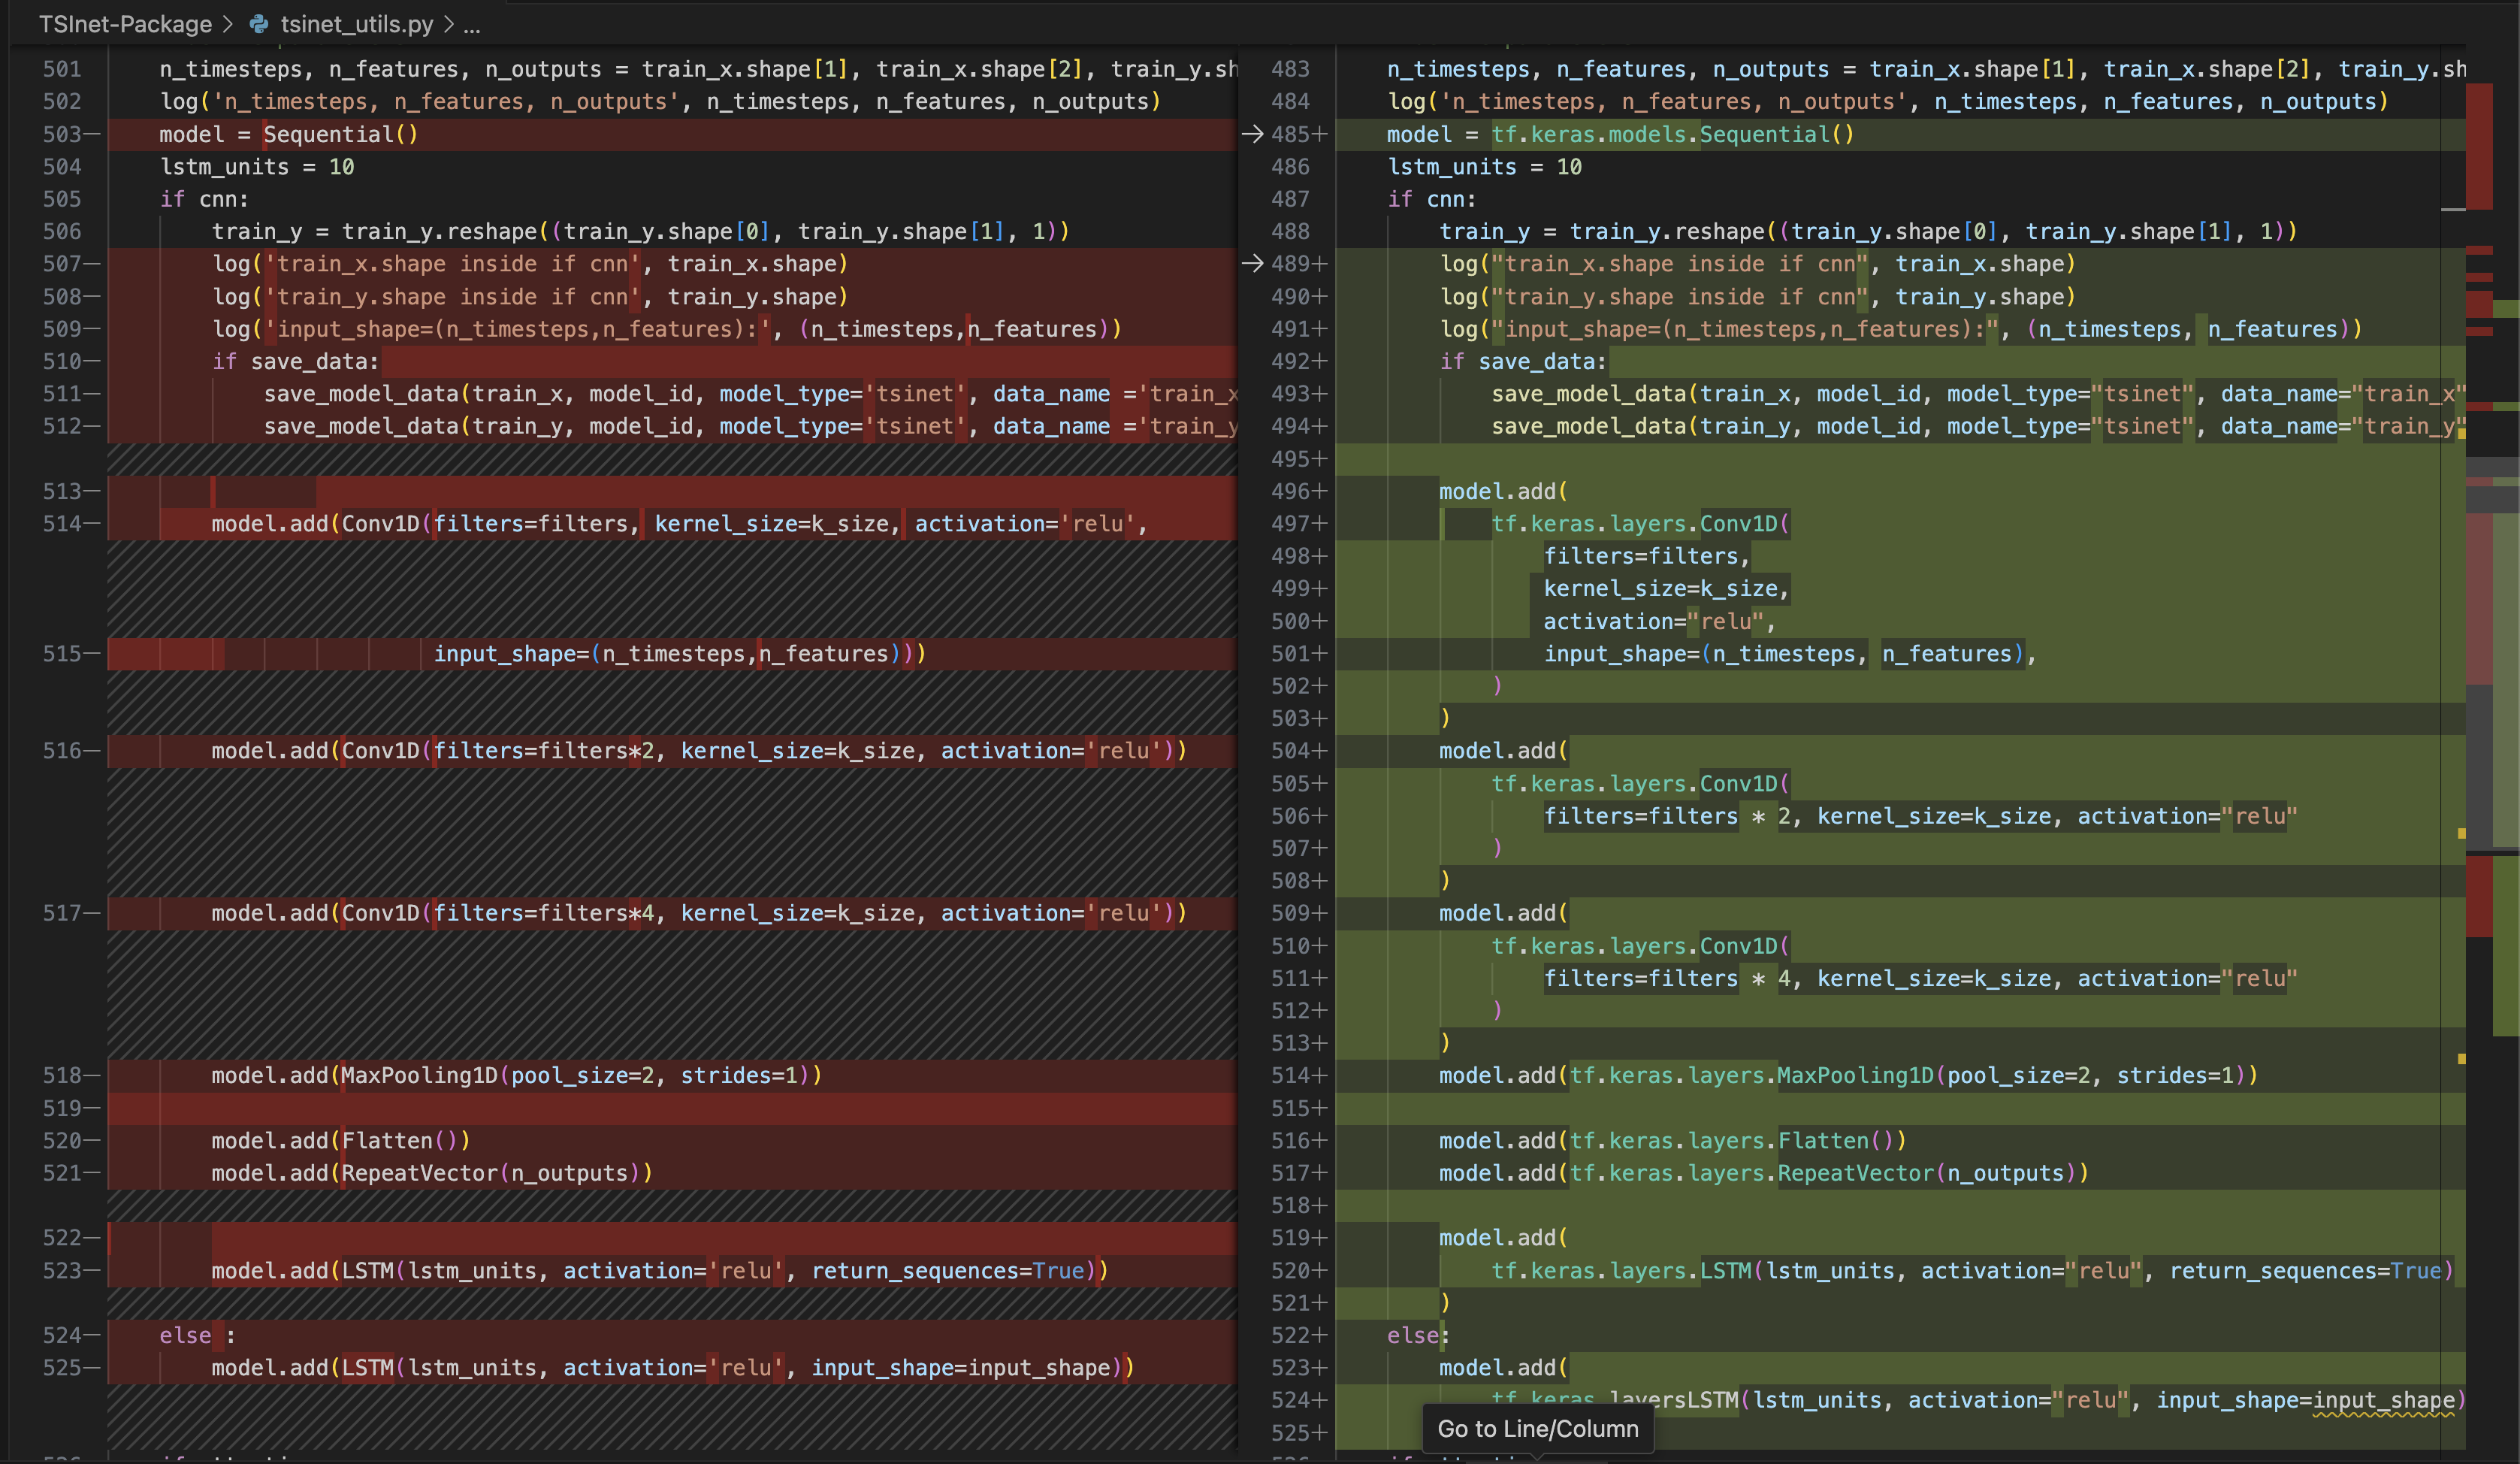 TSInet-Package > tsinet_utils.py > ...
501 n_timesteps, n_features, n_outputs = train_x.shape[1], train_x.shape[2], train_y.sh
502 log('n_timesteps, n_features, n_outputs', n_timesteps, n_features, n_outputs)
503— model = Sequential()
504 lstm_units = 10
505 if cnn:
506 train_y = train_y.reshape((train_y.shape[0], train_y.shape[1], 1))
507— log('train_x.shape inside if cnn', train_x.shape)
508— log('train_y.shape inside if cnn', train_y.shape)
509— log('input_shape=(n_timesteps,n_features):', (n_timesteps,n_features))
510— if save_data:
511— save_model_data(train_x, model_id, model_type='tsinet', data_name ='train_x
512— save_model_data(train_y, model_id, model_type='tsinet', data_name ='train_y
513—
514— model.add(Conv1D(filters=filters, kernel_size=k_size, activation='relu',
515— input_shape=(n_timesteps,n_features)))
516— model.add(Conv1D(filters=filters*2, kernel_size=k_size, activation='relu'))
517— model.add(Conv1D(filters=filters*4, kernel_size=k_size, activation='relu'))
518— model.add(MaxPooling1D(pool_size=2, strides=1))
519—
520— model.add(Flatten())
521— model.add(RepeatVector(n_outputs))
522—
523— model.add(LSTM(lstm_units, activation='relu', return_sequences=True))
524— else :
525— model.add(LSTM(lstm_units, activation='relu', input_shape=input_shape))
483 n_timesteps, n_features, n_outputs = train_x.shape[1], train_x.shape[2], train_y.sh
484 log('n_timesteps, n_features, n_outputs', n_timesteps, n_features, n_outputs)
→ 485+ model = tf.keras.models.Sequential()
486 lstm_units = 10
487 if cnn:
488 train_y = train_y.reshape((train_y.shape[0], train_y.shape[1], 1))
→ 489+ log("train_x.shape inside if cnn", train_x.shape)
490+ log("train_y.shape inside if cnn", train_y.shape)
491+ log("input_shape=(n_timesteps,n_features):", (n_timesteps, n_features))
492+ if save_data:
493+ save_model_data(train_x, model_id, model_type="tsinet", data_name="train_x"
494+ save_model_data(train_y, model_id, model_type="tsinet", data_name="train_y"
495+
496+ model.add(
497+ tf.keras.layers.Conv1D(
498+ filters=filters,
499+ kernel_size=k_size,
500+ activation="relu",
501+ input_shape=(n_timesteps, n_features),
502+ )
503+ )
504+ model.add(
505+ tf.keras.layers.Conv1D(
506+ filters=filters * 2, kernel_size=k_size, activation="relu"
507+ )
508+ )
509+ model.add(
510+ tf.keras.layers.Conv1D(
511+ filters=filters * 4, kernel_size=k_size, activation="relu"
512+ )
513+ )
514+ model.add(tf.keras.layers.MaxPooling1D(pool_size=2, strides=1))
515+
516+ model.add(tf.keras.layers.Flatten())
517+ model.add(tf.keras.layers.RepeatVector(n_outputs))
518+
519+ model.add(
520+ tf.keras.layers.LSTM(lstm_units, activation="relu", return_sequences=True)
521+ )
522+ else:
523+ model.add(
524+ tf.keras.layersLSTM(lstm_units, activation="relu", input_shape=input_shape)
525+
Go to Line/Column